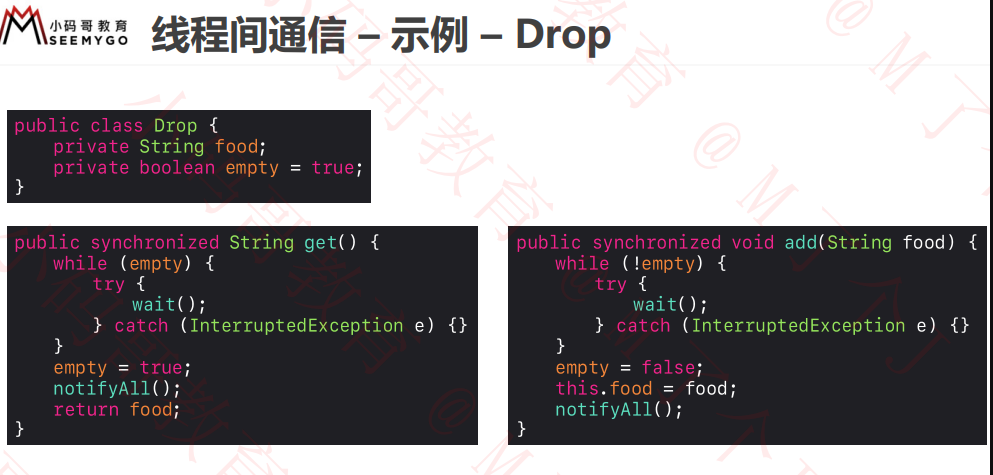 小码哥教育
SEEMYGO
线程间通信 – 示例 – Drop
public class Drop {
    private String food;
    private boolean empty = true;
}
public synchronized String get() {
    while (empty) {
        try {
            wait();
        } catch (InterruptedException e) {}
    }
    empty = true;
    notifyAll();
    return food;
}
public synchronized void add(String food) {
    while (!empty) {
        try {
            wait();
        } catch (InterruptedException e) {}
    }
    empty = false;
    this.food = food;
    notifyAll();
}